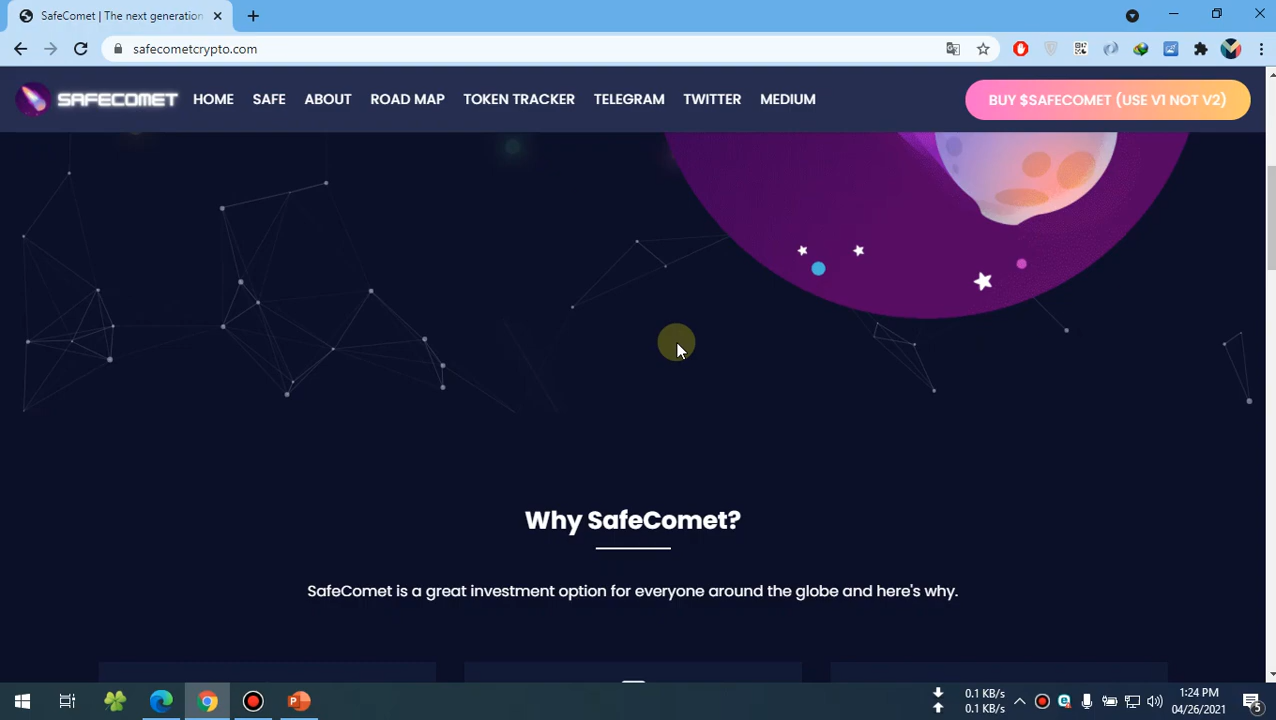 SafeComet | The next generation
safecometcrypto.com
SAFECOMET
HOME
SAFE
ABOUT
ROAD MAP
TOKEN TRACKER
TELEGRAM
TWITTER
MEDIUM
BUY $SAFECOMET (USE V1 NOT V2)
Why SafeComet?
SafeComet is a great investment option for everyone around the globe and here's why.
0.1 KB/s
0.1 KB/s
1:24 PM
04/26/2021
5